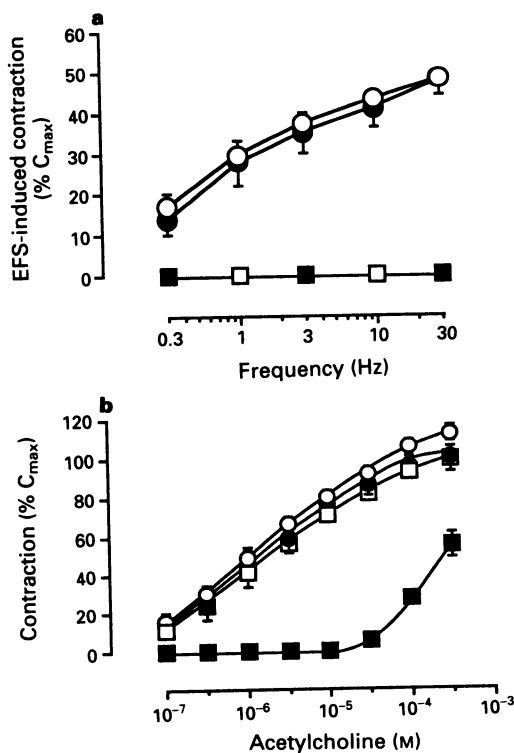 a
EFS-induced contraction
(% Cmax)
60
50
40
30
20
10
0
0.3 1 3 10 30
Frequency (Hz)
b
Contraction (% Cmax)
120
100
80
60
40
20
0
10⁻⁷ 10⁻⁶ 10⁻⁵ 10⁻⁴ 10⁻³
Acetylcholine (M)